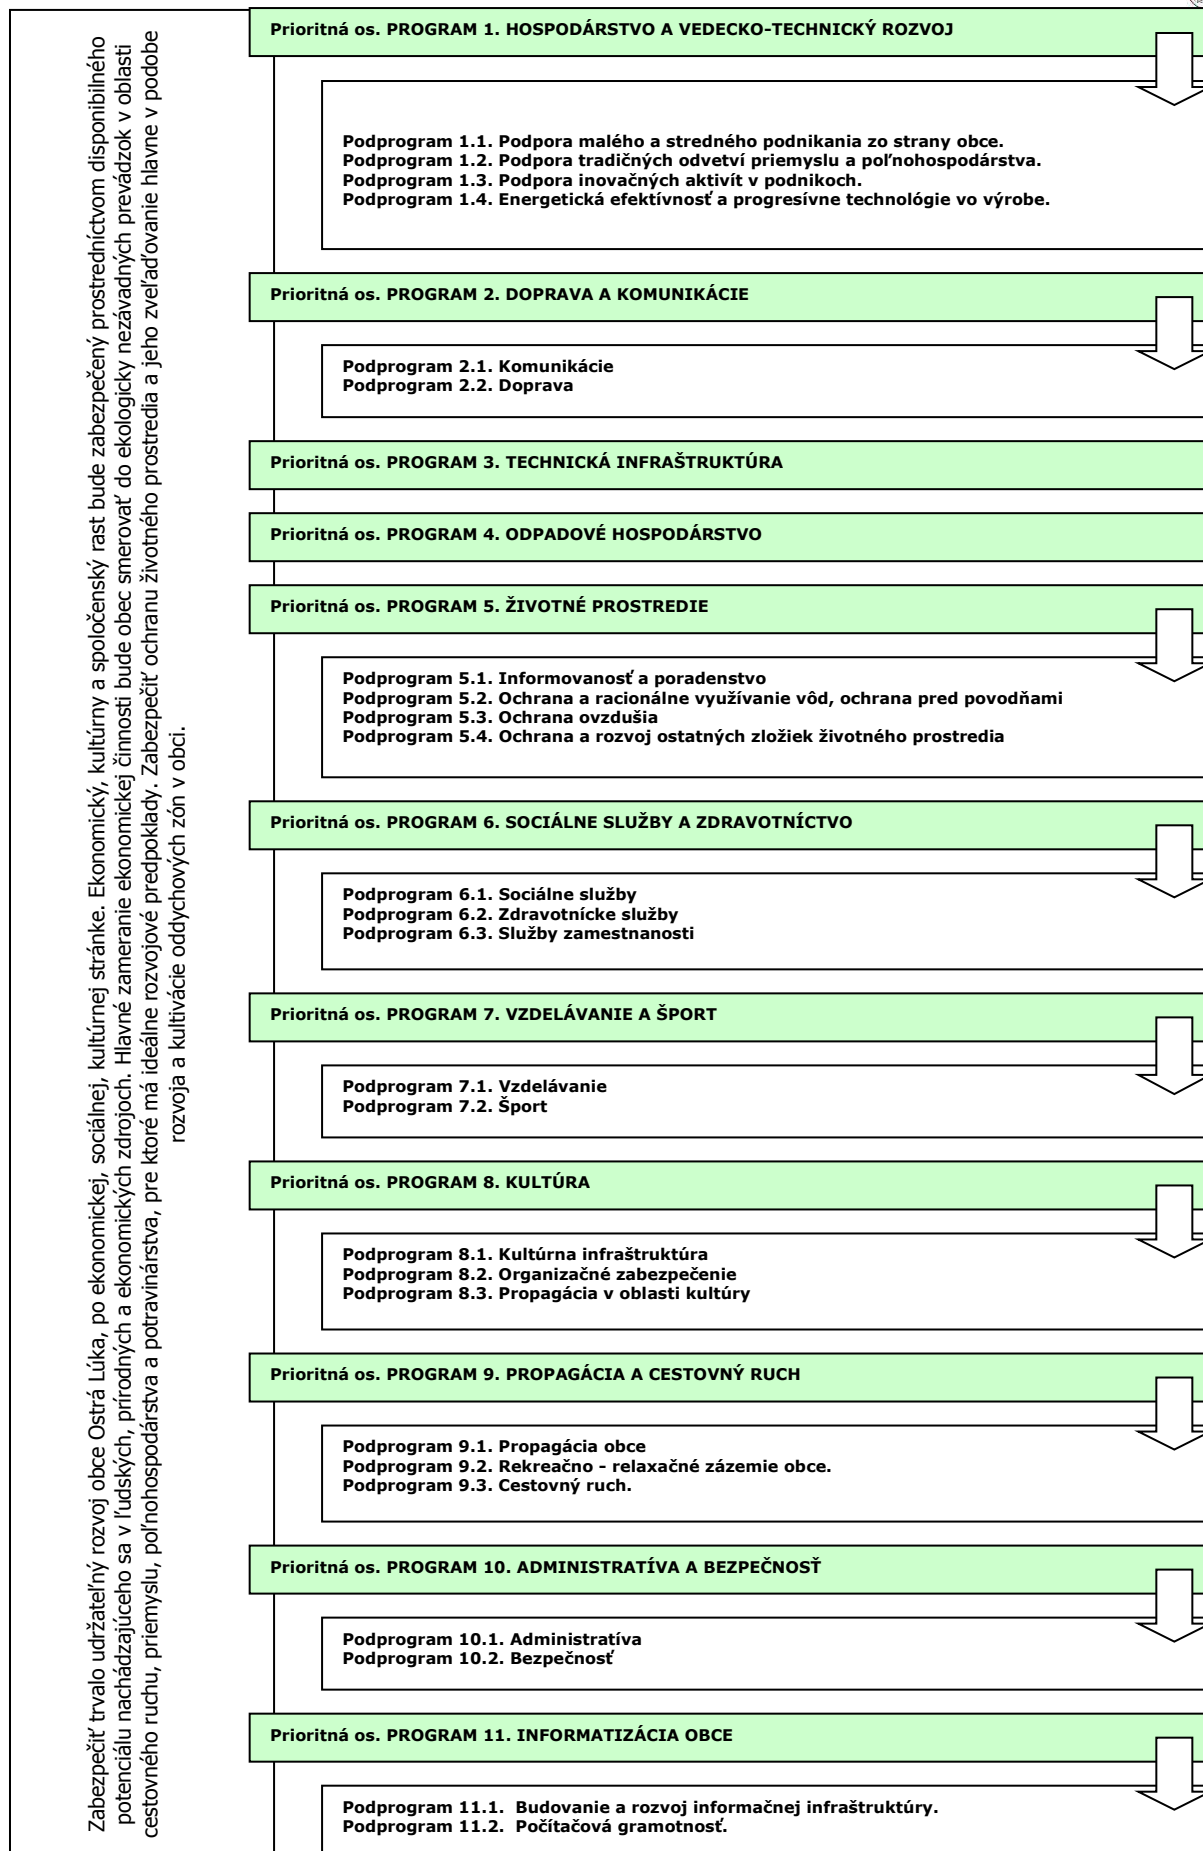 Zabezpečiť trvalo udržateľný rozvoj obce Ostrá Lúka, po ekonomickej, sociálnej, kultúrnej stránke. Ekonomický, kultúrny a spoločenský rast bude zabezpečený prostredníctvom disponibilného
potenciálu nachádzajúceho sa v ľudských, prírodných a ekonomických zdrojoch. Hlavné zameranie ekonomickej činnosti bude obec smerovať do ekologicky nezávadných prevádzok v oblasti
cestovného ruchu, priemyslu, poľnohospodárstva a potravinárstva, pre ktoré má ideálne rozvojové predpoklady. Zabezpečiť ochranu životného prostredia a jeho zveľaďovanie hlavne v podobe
rozvoja a kultivácie oddychových zón v obci.
Prioritná os. PROGRAM 1. HOSPODÁRSTVO A VEDECKO-TECHNICKÝ ROZVOJ
Podprogram 1.1. Podpora malého a stredného podnikania zo strany obce.
Podprogram 1.2. Podpora tradičných odvetví priemyslu a poľnohospodárstva.
Podprogram 1.3. Podpora inovačných aktivít v podnikoch.
Podprogram 1.4. Energetická efektívnosť a progresívne technológie vo výrobe.
Prioritná os. PROGRAM 2. DOPRAVA A KOMUNIKÁCIE
Podprogram 2.1. Komunikácie
Podprogram 2.2. Doprava
Prioritná os. PROGRAM 3. TECHNICKÁ INFRAŠTRUKTÚRA
Prioritná os. PROGRAM 4. ODPADOVÉ HOSPODÁRSTVO
Prioritná os. PROGRAM 5. ŽIVOTNÉ PROSTREDIE
Podprogram 5.1. Informovanosť a poradenstvo
Podprogram 5.2. Ochrana a racionálne využívanie vôd, ochrana pred povodňami
Podprogram 5.3. Ochrana ovzdušia
Podprogram 5.4. Ochrana a rozvoj ostatných zložiek životného prostredia
Prioritná os. PROGRAM 6. SOCIÁLNE SLUŽBY A ZDRAVOTNÍCTVO
Podprogram 6.1. Sociálne služby
Podprogram 6.2. Zdravotnícke služby
Podprogram 6.3. Služby zamestnanosti
Prioritná os. PROGRAM 7. VZDELÁVANIE A ŠPORT
Podprogram 7.1. Vzdelávanie
Podprogram 7.2. Šport
Prioritná os. PROGRAM 8. KULTÚRA
Podprogram 8.1. Kultúrna infraštruktúra
Podprogram 8.2. Organizačné zabezpečenie
Podprogram 8.3. Propagácia v oblasti kultúry
Prioritná os. PROGRAM 9. PROPAGÁCIA A CESTOVNÝ RUCH
Podprogram 9.1. Propagácia obce
Podprogram 9.2. Rekreačno - relaxačné zázemie obce.
Podprogram 9.3. Cestovný ruch.
Prioritná os. PROGRAM 10. ADMINISTRATÍVA A BEZPEČNOSŤ
Podprogram 10.1. Administratíva
Podprogram 10.2. Bezpečnosť
Prioritná os. PROGRAM 11. INFORMATIZÁCIA OBCE
Podprogram 11.1.  Budovanie a rozvoj informačnej infraštruktúry.
Podprogram 11.2.  Počítačová gramotnosť.